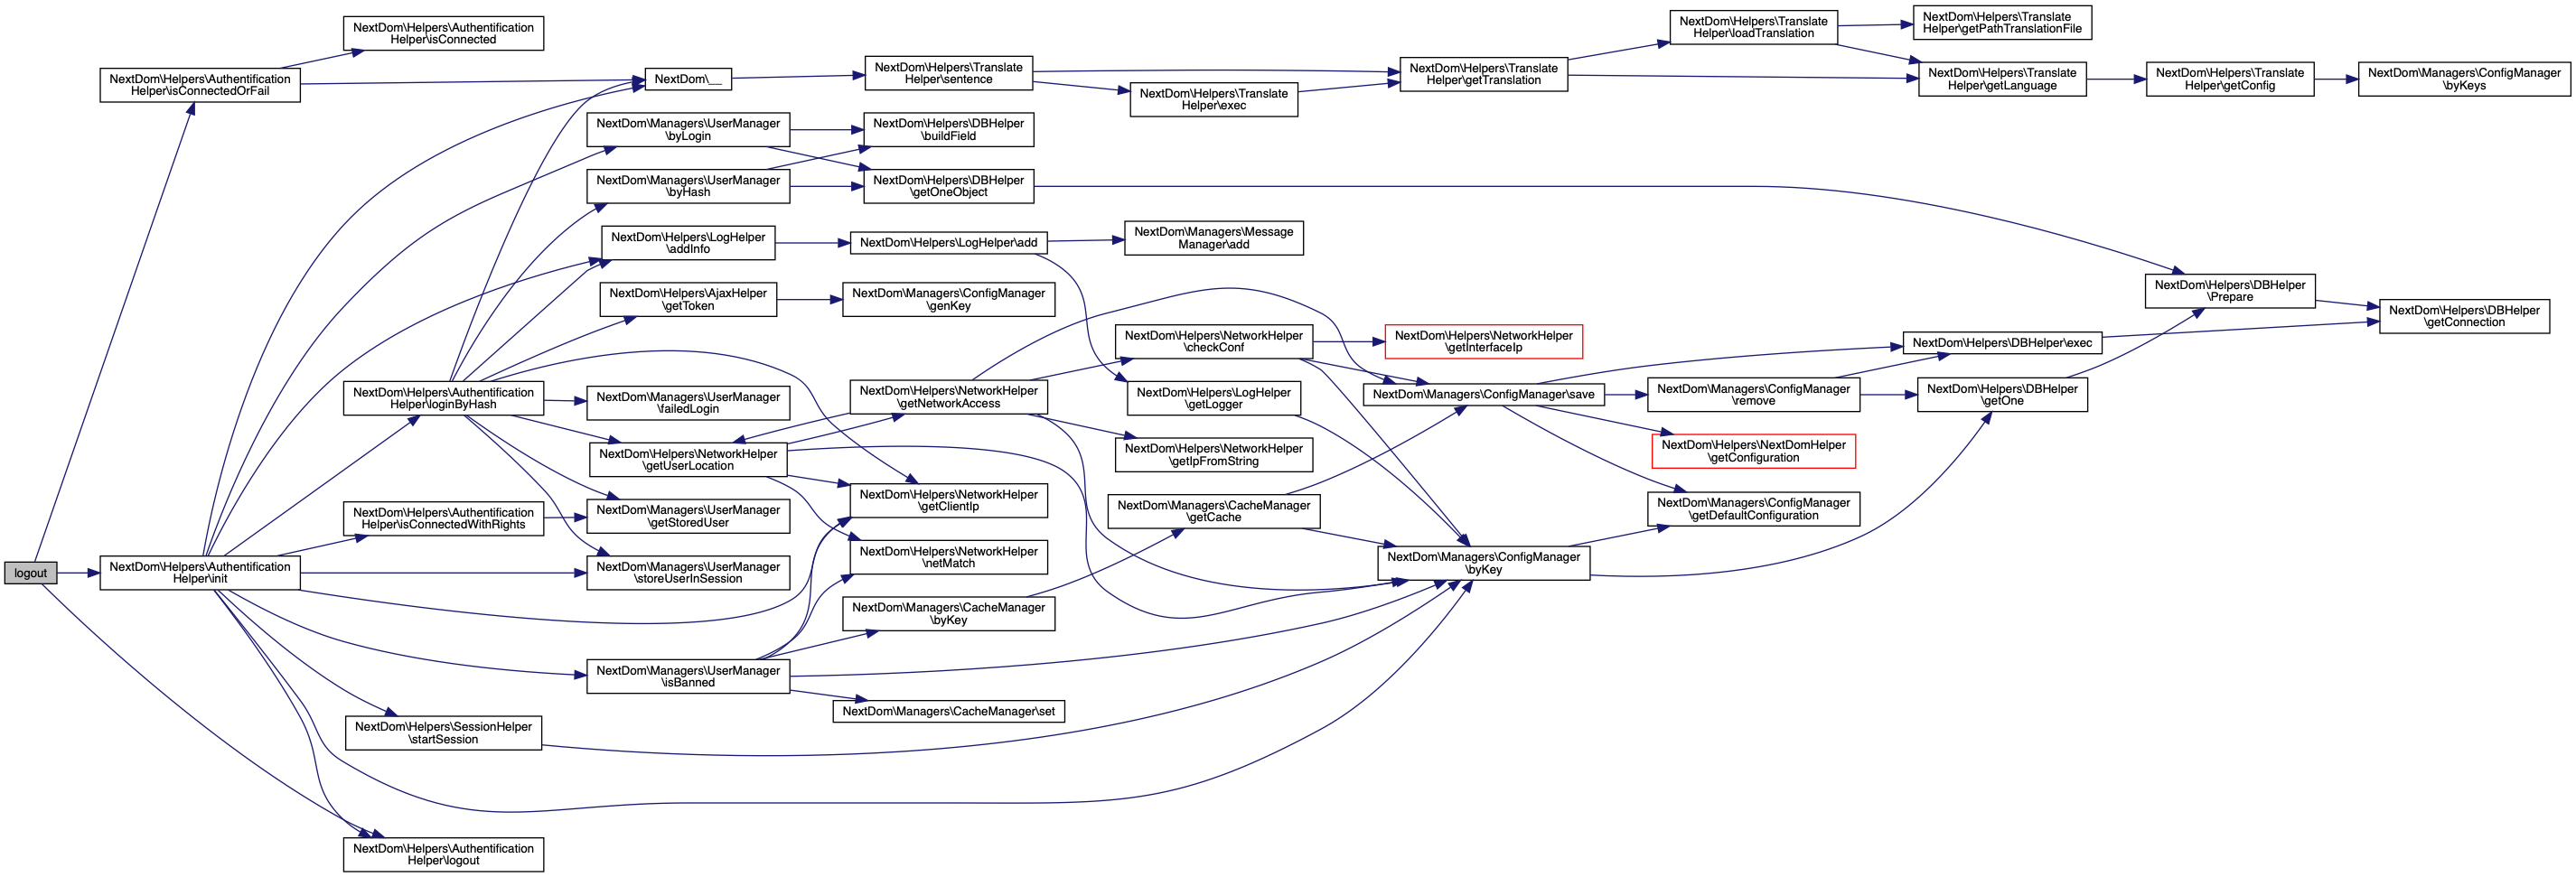 logout
NextDom\Helpers\Authentification
Helper\isConnectedOrFail
NextDom\Helpers\Authentification
Helper\isConnected
NextDom\__
NextDom\Helpers\Translate
Helper\sentence
NextDom\Helpers\Translate
Helper\exec
NextDom\Helpers\Translate
Helper\getTranslation
NextDom\Helpers\Translate
Helper\loadTranslation
NextDom\Helpers\Translate
Helper\getPathTranslationFile
NextDom\Helpers\Translate
Helper\getLanguage
NextDom\Helpers\Translate
Helper\getConfig
NextDom\Managers\ConfigManager
\byKeys
NextDom\Managers\UserManager
\byLogin
NextDom\Helpers\DBHelper
\buildField
NextDom\Managers\UserManager
\byHash
NextDom\Helpers\DBHelper
\getOneObject
NextDom\Helpers\LogHelper
\addInfo
NextDom\Helpers\LogHelper\add
NextDom\Managers\Message
Manager\add
NextDom\Helpers\AjaxHelper
\getToken
NextDom\Managers\ConfigManager
\genKey
NextDom\Helpers\DBHelper
\Prepare
NextDom\Helpers\DBHelper
\getConnection
NextDom\Helpers\NetworkHelper
\checkConf
NextDom\Helpers\NetworkHelper
\getInterfaceIp
NextDom\Helpers\DBHelper\exec
NextDom\Helpers\Authentification
Helper\loginByHash
NextDom\Managers\UserManager
\failedLogin
NextDom\Helpers\NetworkHelper
\getNetworkAccess
NextDom\Helpers\LogHelper
\getLogger
NextDom\Managers\ConfigManager\save
NextDom\Managers\ConfigManager
\remove
NextDom\Helpers\DBHelper
\getOne
NextDom\Helpers\NetworkHelper
\getUserLocation
NextDom\Helpers\NetworkHelper
\getIpFromString
NextDom\Helpers\NextDomHelper
\getConfiguration
NextDom\Helpers\Authentification
Helper\isConnectedWithRights
NextDom\Managers\UserManager
\getStoredUser
NextDom\Helpers\NetworkHelper
\getClientIp
NextDom\Managers\CacheManager
\getCache
NextDom\Managers\ConfigManager
\getDefaultConfiguration
NextDom\Helpers\Authentification
Helper\init
NextDom\Managers\UserManager
\storeUserInSession
NextDom\Helpers\NetworkHelper
\netMatch
NextDom\Managers\ConfigManager
\byKey
NextDom\Managers\CacheManager
\byKey
NextDom\Managers\UserManager
\isBanned
NextDom\Managers\CacheManager\set
NextDom\Helpers\SessionHelper
\startSession
NextDom\Helpers\Authentification
Helper\logout